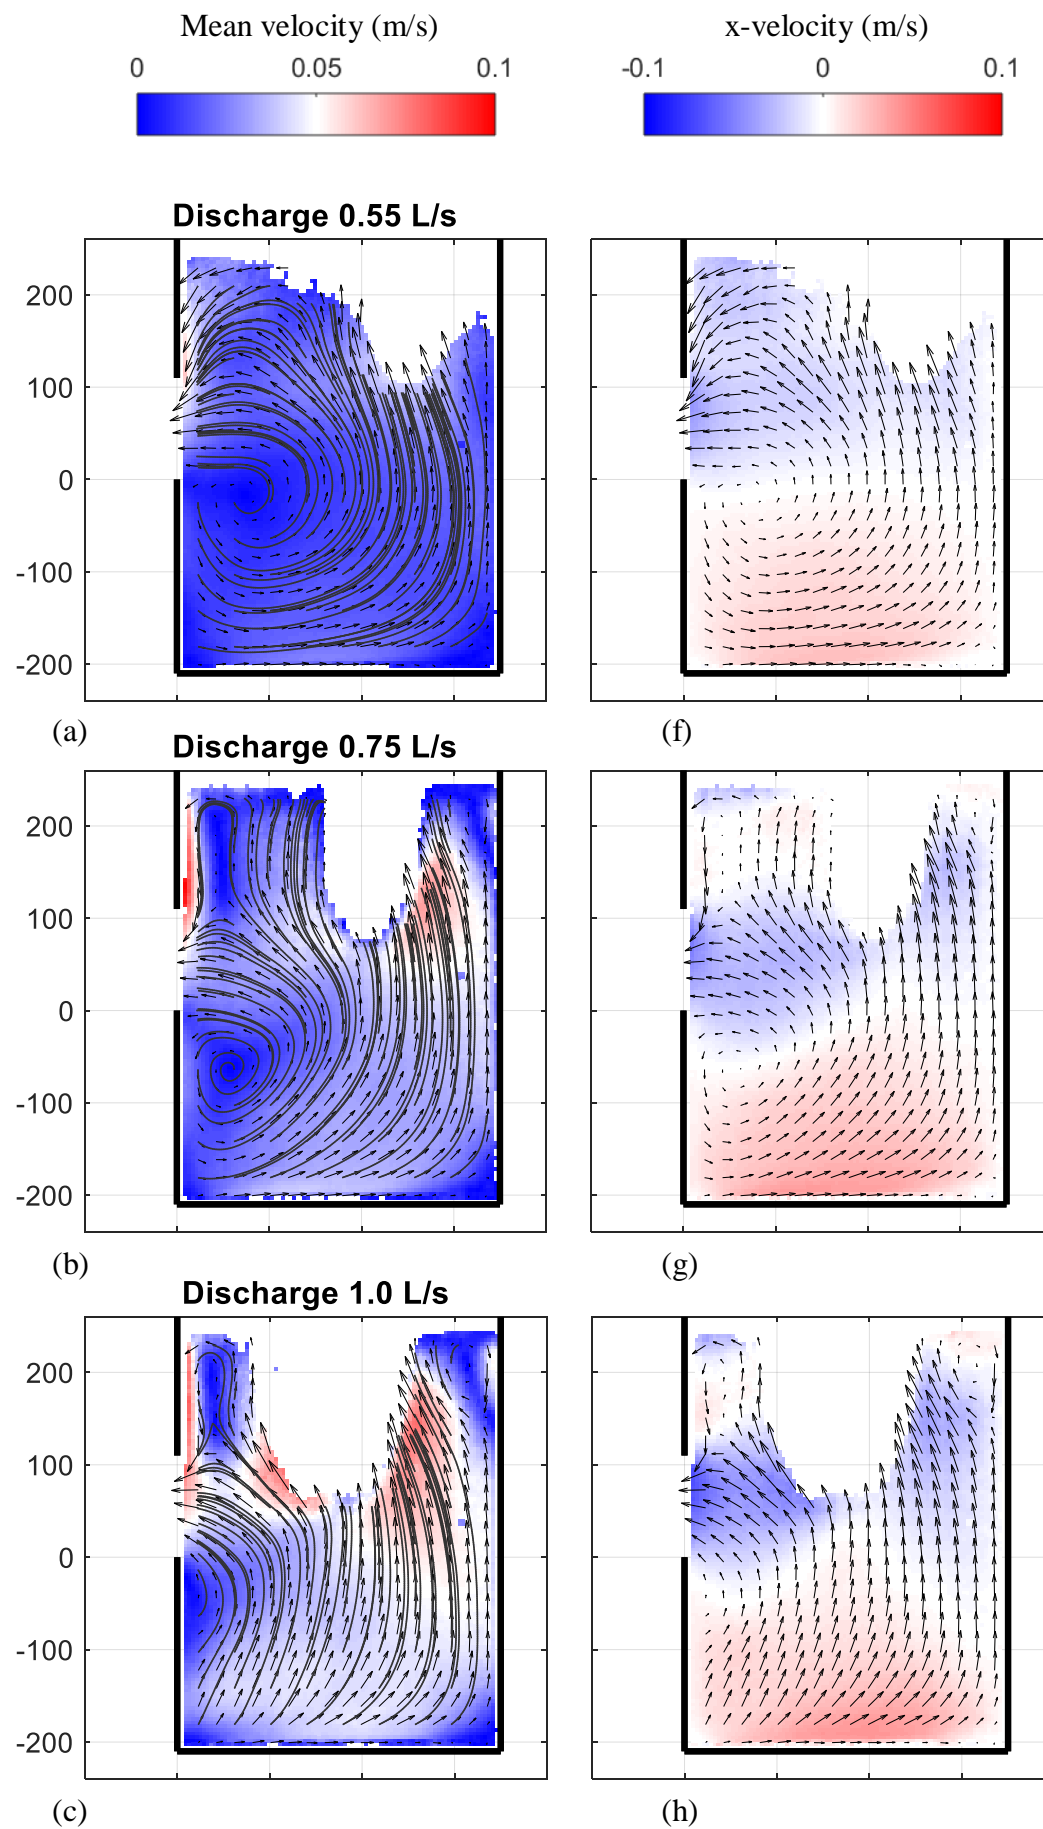 Mean velocity (m/s) x-velocity (m/s)
0 0.05 0.1 -0.1 0 0.1
Discharge 0.55 L/s
200
100
0
-100
-200
(a) (f)
Discharge 0.75 L/s
200
100
0
-100
-200
(b) (g)
Discharge 1.0 L/s
200
100
0
-100
-200
(c) (h)